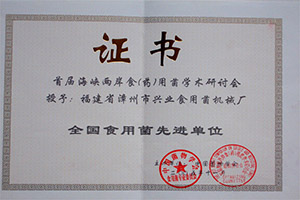 证书
首届海峡两岸食(药)用菌学术研讨会
授予：福建省漳州市兴业食用菌机械厂
全国食用菌先进单位